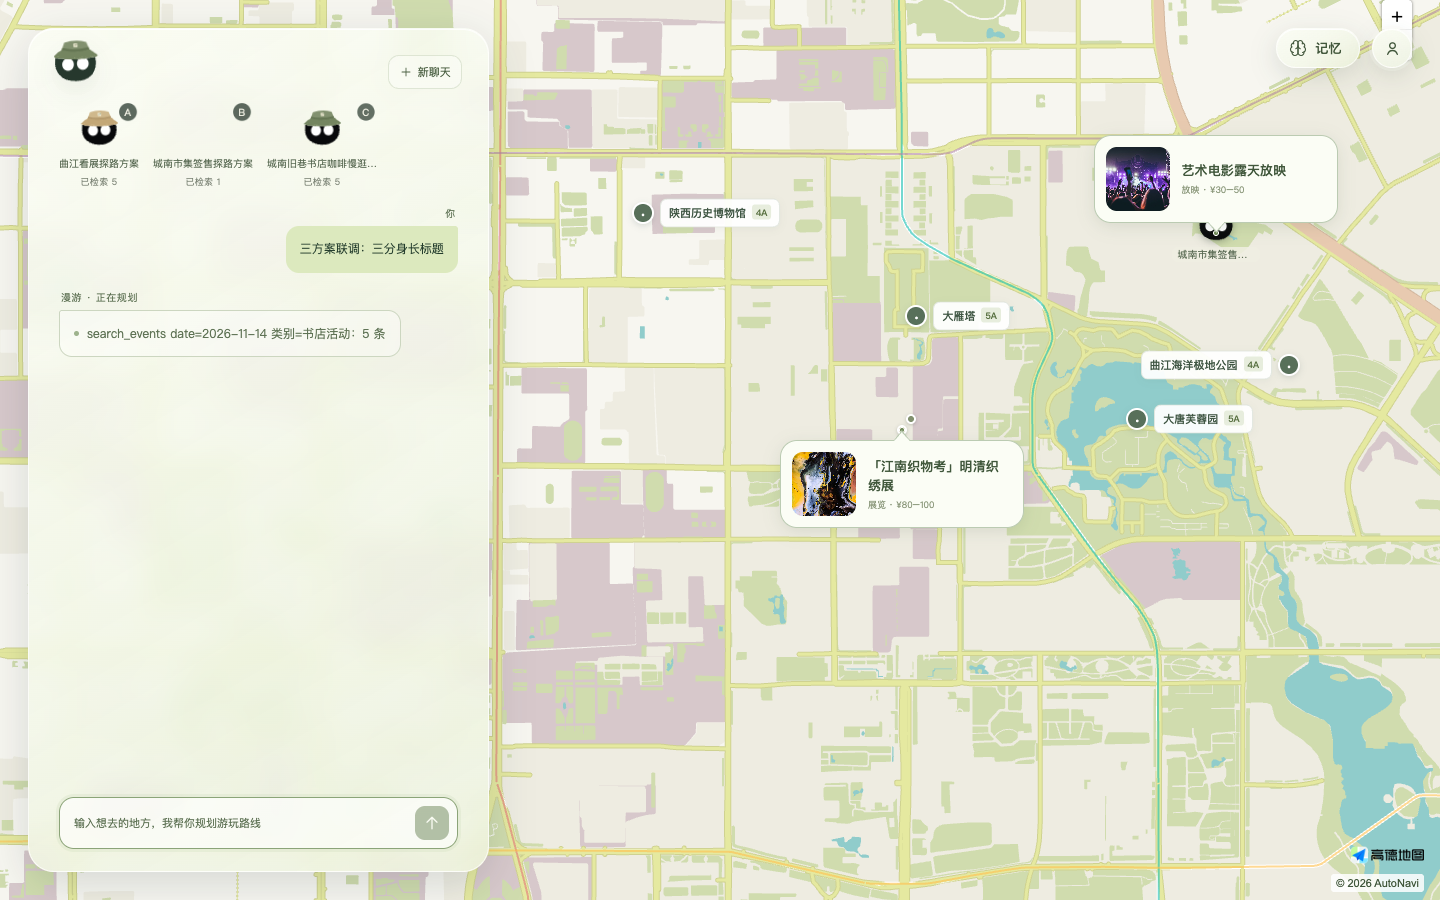 新聊天
A
B
C
曲江看展探路方案
城南市集签售探路方案
城南旧巷书店咖啡慢逛...
已检索 5
已检索 1
已检索 5
你
三方案联调：三分身长标题
漫游 · 正在规划
search_events date=2026-11-14 类别=书店活动：5 条
输入想去的地方，我帮你规划游玩路线
+
记忆
艺术电影露天放映
放映 · ¥30-50
城南市集签售...
陕西历史博物馆 4A
大雁塔 5A
曲江海洋极地公园 4A
大唐芙蓉园 5A
「江南织物考」明清织
绣展
展览 · ¥80-100
高德地图
© 2026 AutoNavi